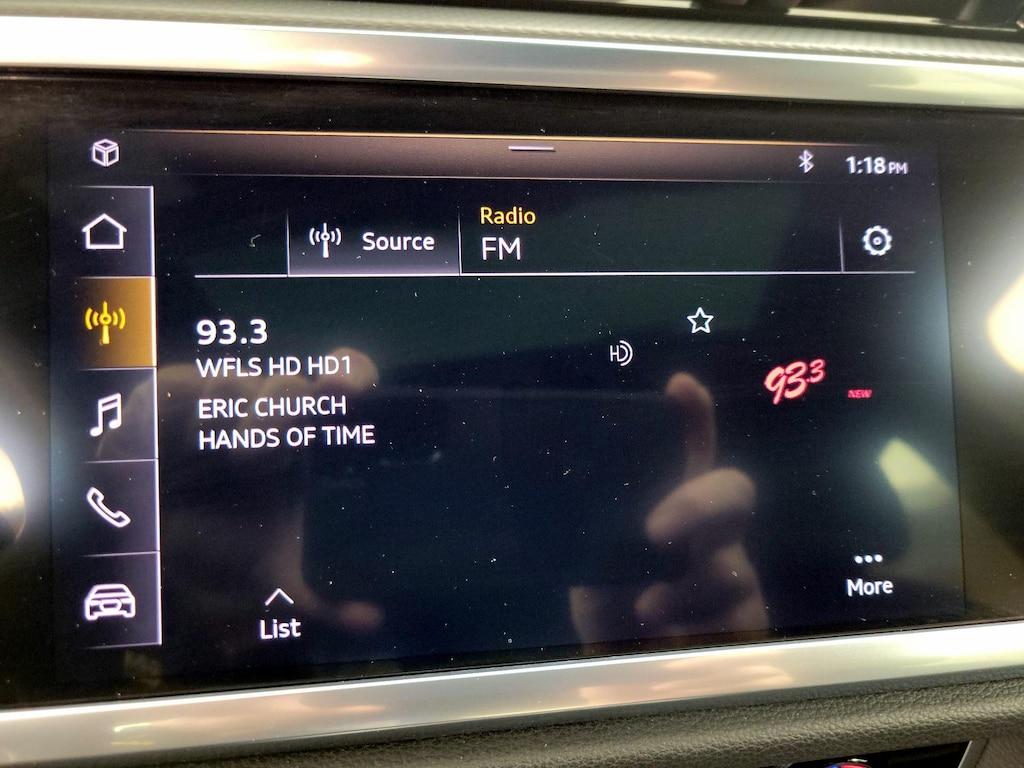 1:18 PM
Source
Radio
FM
93.3
WFLS HD HD1
HD
93.3
NEW
ERIC CHURCH
HANDS OF TIME
More
List